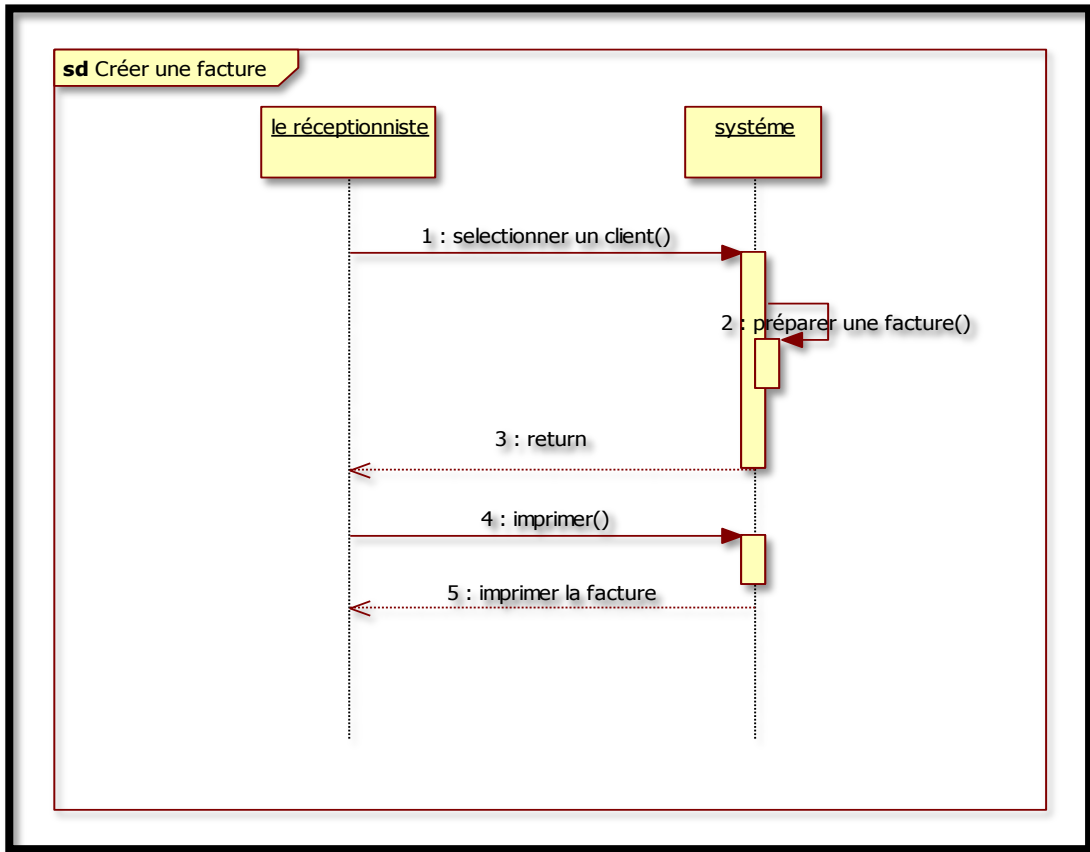 sd Créer une facture
le réceptionniste
systéme
1 : selectionner un client()
2 : préparer une facture()
3 : return
4 : imprimer()
5 : imprimer la facture